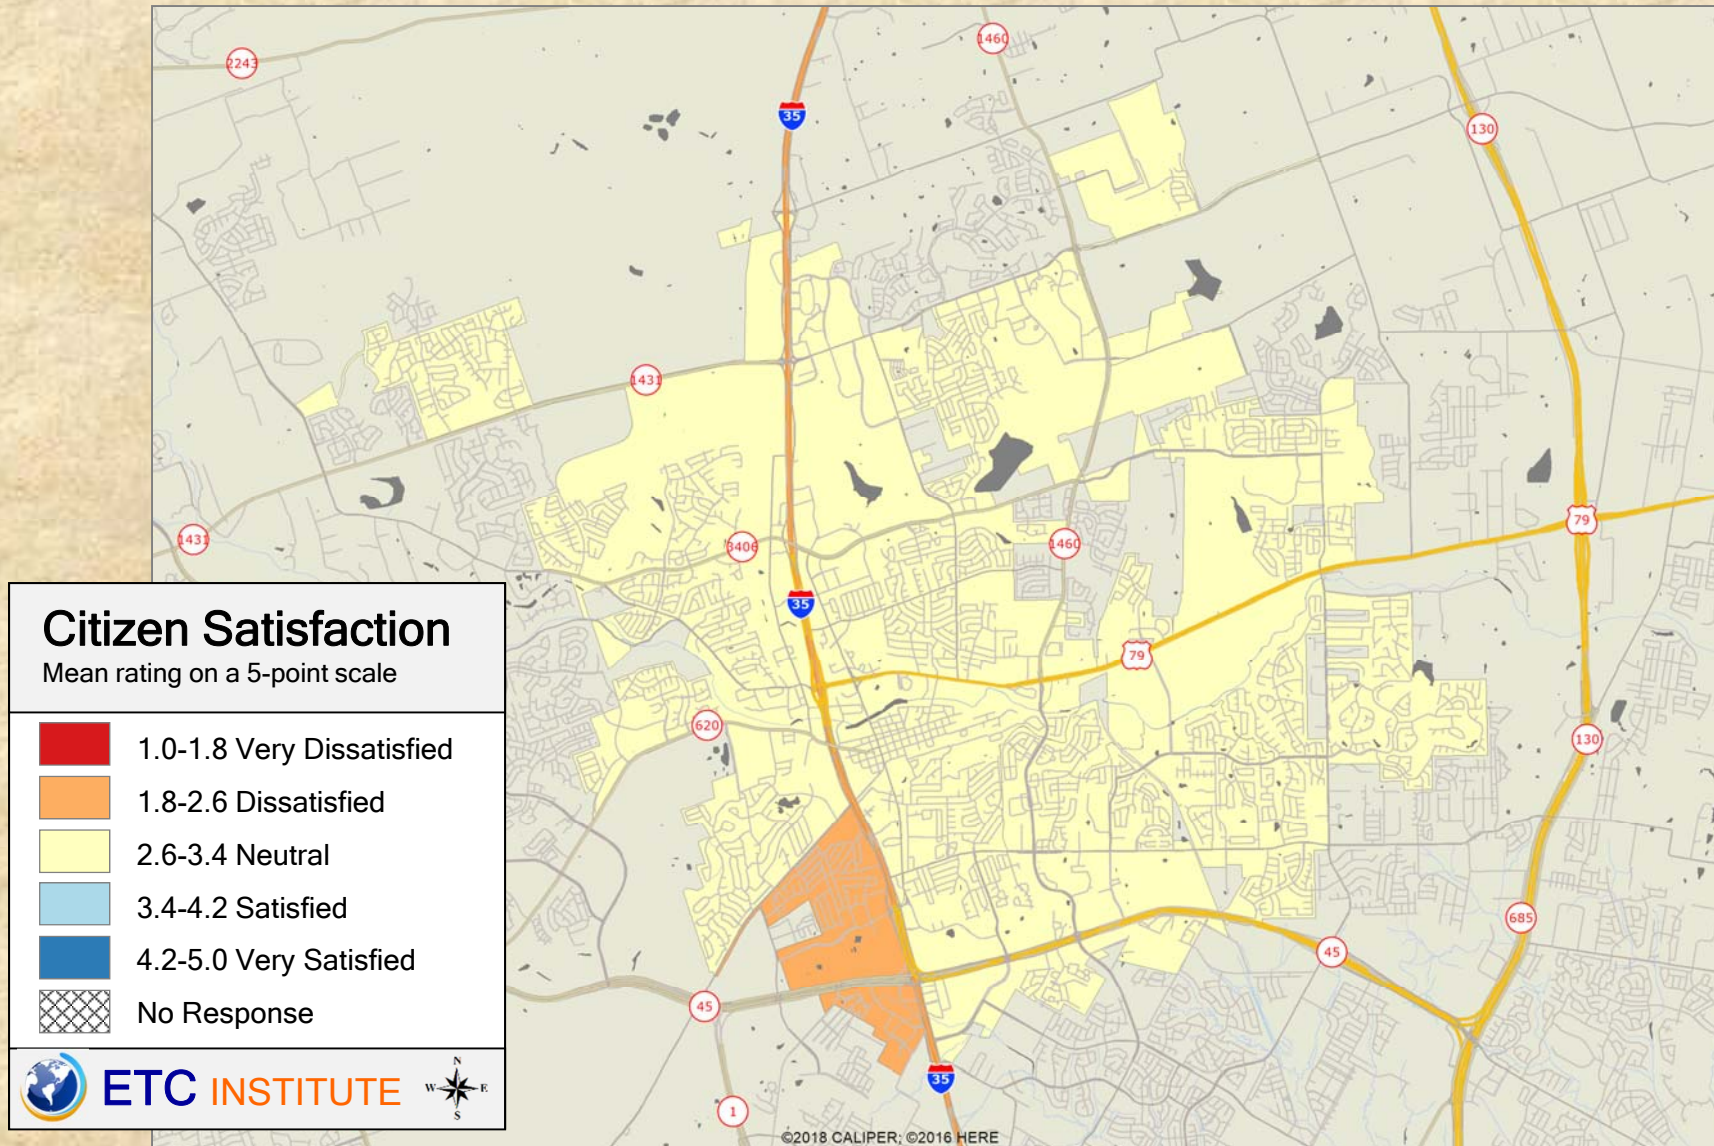 2243
1460
35
130
1431
1431
3406
1460
79
35
79
620
130
685
45
45
35
1
Citizen Satisfaction
Mean rating on a 5-point scale
1.0-1.8 Very Dissatisfied
1.8-2.6 Dissatisfied
2.6-3.4 Neutral
3.4-4.2 Satisfied
4.2-5.0 Very Satisfied
No Response
ETC INSTITUTE
N
W E
S
©2018 CALIPER; ©2016 HERE